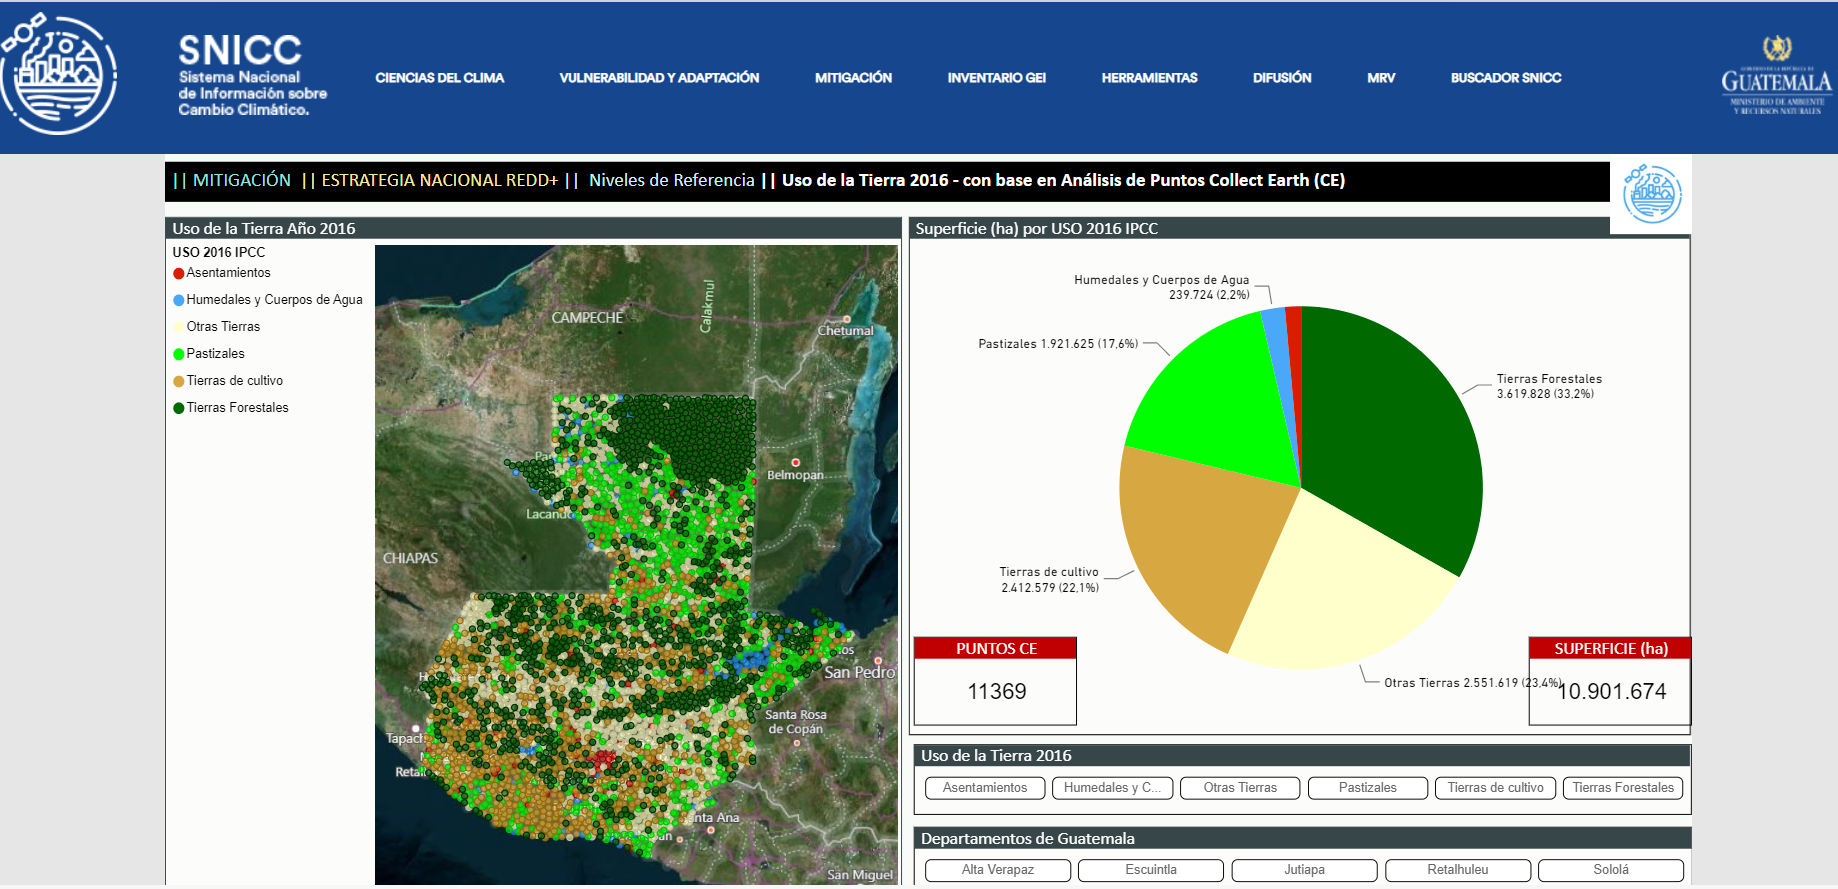 SNICC
Sistema Nacional
de Información sobre
Cambio Climático.
CIENCIAS DEL CLIMA
VULNERABILIDAD Y ADAPTACIÓN
MITIGACIÓN
INVENTARIO GEI
HERRAMIENTAS
DIFUSIÓN
MRV
BUSCADOR SNICC
GUATEMALA
MINISTERIO DE AMBIENTE
Y RECURSOS NATURALES
|| MITIGACIÓN || ESTRATEGIA NACIONAL REDD+ || Niveles de Referencia || Uso de la Tierra 2016 - con base en Análisis de Puntos Collect Earth (CE)
Uso de la Tierra Año 2016
USO 2016 IPCC
Asentamientos
Humedales y Cuerpos de Agua
Otras Tierras
Pastizales
Tierras de cultivo
Tierras Forestales
CAMPECHE
Calakmul
Chetumal
Belmopan
CHIAPAS
San Pedro
Santa Rosa
de Copán
San Miguel
Superficie (ha) por USO 2016 IPCC
Humedales y Cuerpos de Agua
239.724 (2,2%)
Pastizales 1.921.625 (17,6%)
Tierras Forestales
3.619.828 (33,2%)
Tierras de cultivo
2.412.579 (22,1%)
Otras Tierras 2.551.619 (23,4%)
PUNTOS CE
11369
SUPERFICIE (ha)
10.901.674
Uso de la Tierra 2016
Asentamientos
Humedales y C...
Otras Tierras
Pastizales
Tierras de cultivo
Tierras Forestales
Departamentos de Guatemala
Alta Verapaz
Escuintla
Jutiapa
Retalhuleu
Sololá